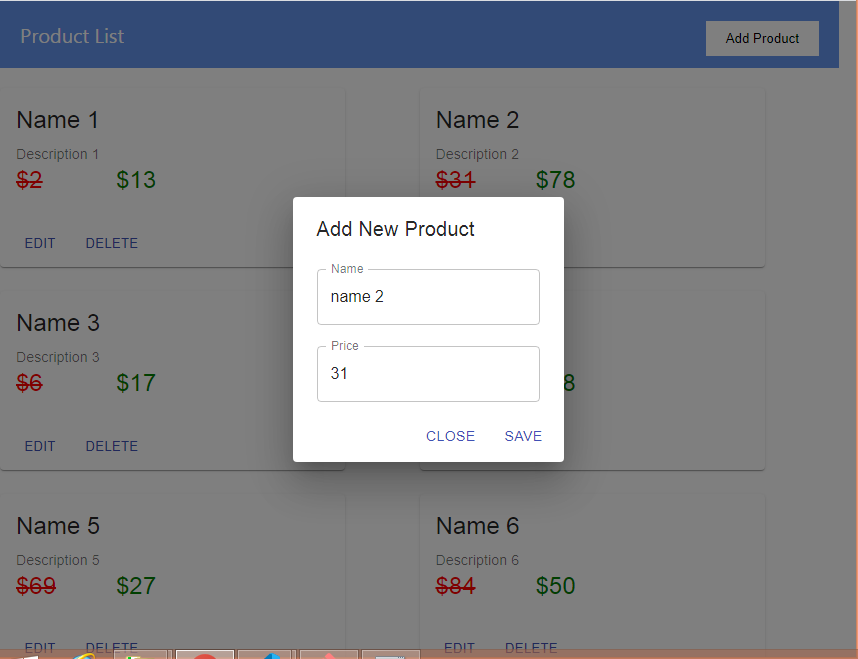 Product List
Add Product
Name 1
Description 1
$2 $13
EDIT DELETE
Name 2
Description 2
$31 $78
Add New Product
Name
name 2
Price
31
CLOSE SAVE
Name 3
Description 3
$6 $17
EDIT DELETE
8
Name 5
Description 5
$69 $27
EDIT DELETE
Name 6
Description 6
$84 $50
EDIT DELETE